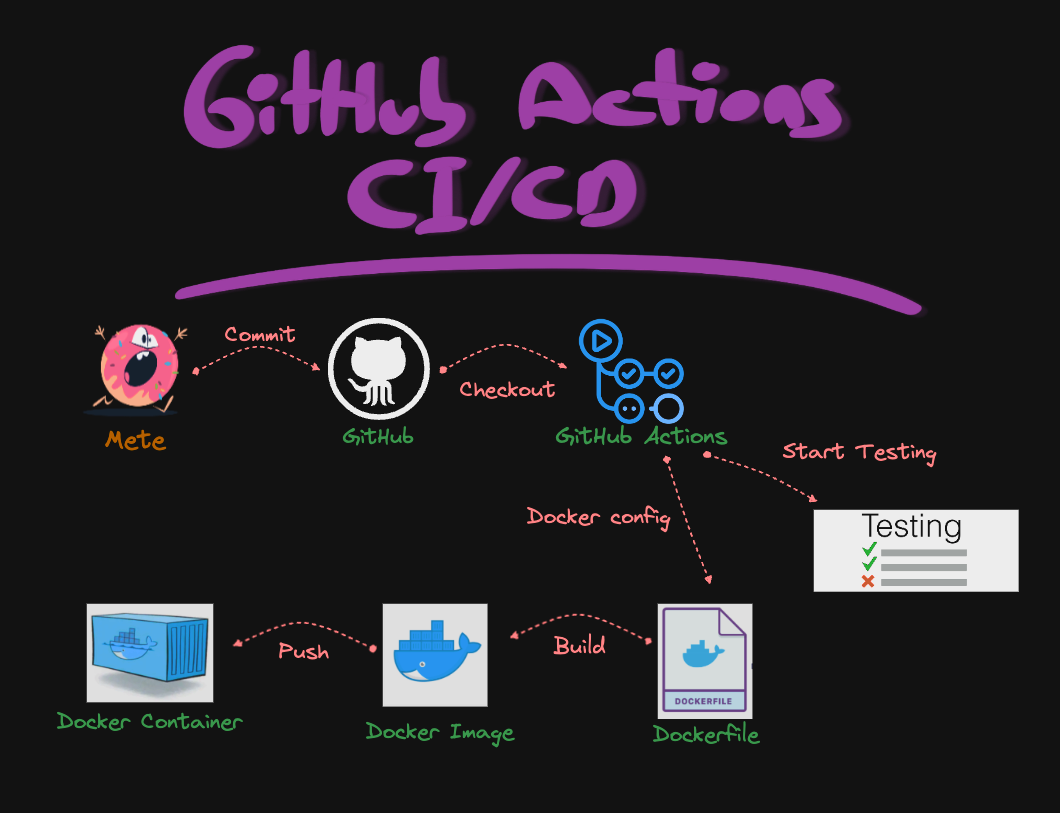 GitHub Actions
CI/CD
Commit
Checkout
Mete
GitHub
GitHub Actions
Start Testing
Docker config
Testing
Push
Build
DOCKERFILE
Docker Container
Docker Image
Dockerfile